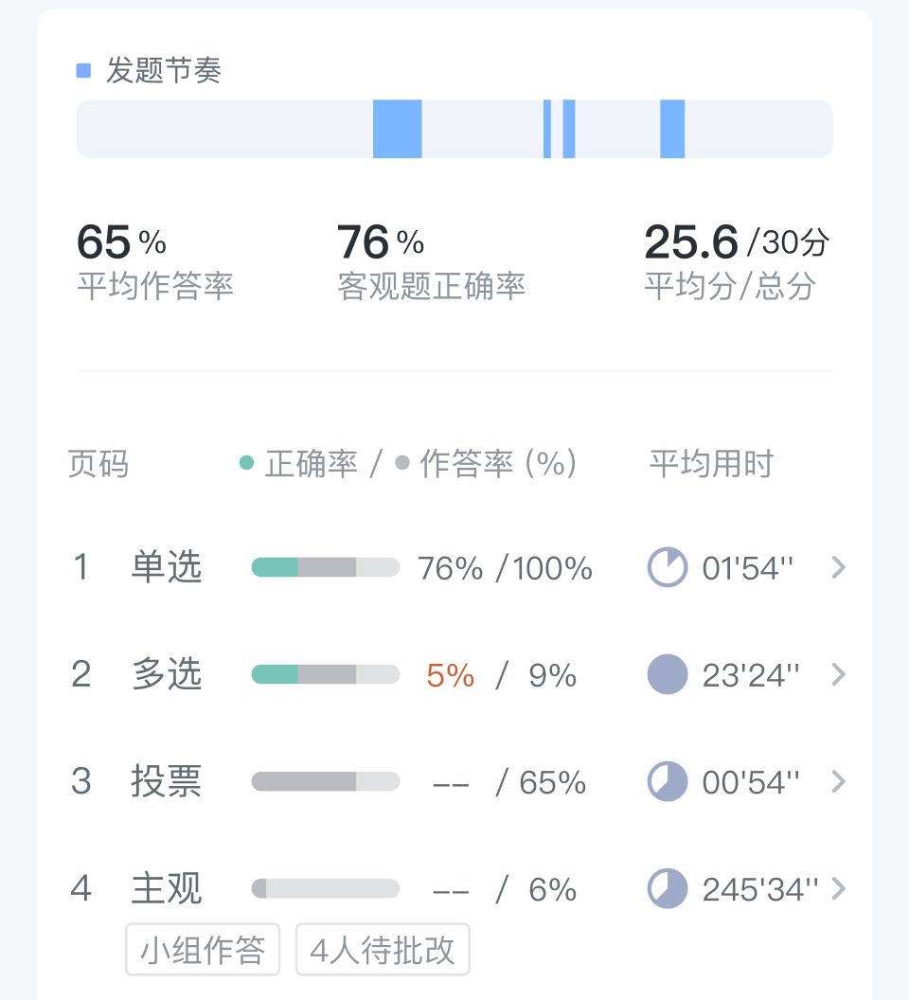 发题节奏
65 % 76 % 25.6 /30分
平均作答率 客观题正确率 平均分/总分
页码 正确率 / 作答率 (%) 平均用时
1 单选 76% /100% 01'54''
2 多选 5% / 9% 23'24''
3 投票 -- / 65% 00'54''
4 主观 -- / 6% 245'34''
小组作答 4人待批改